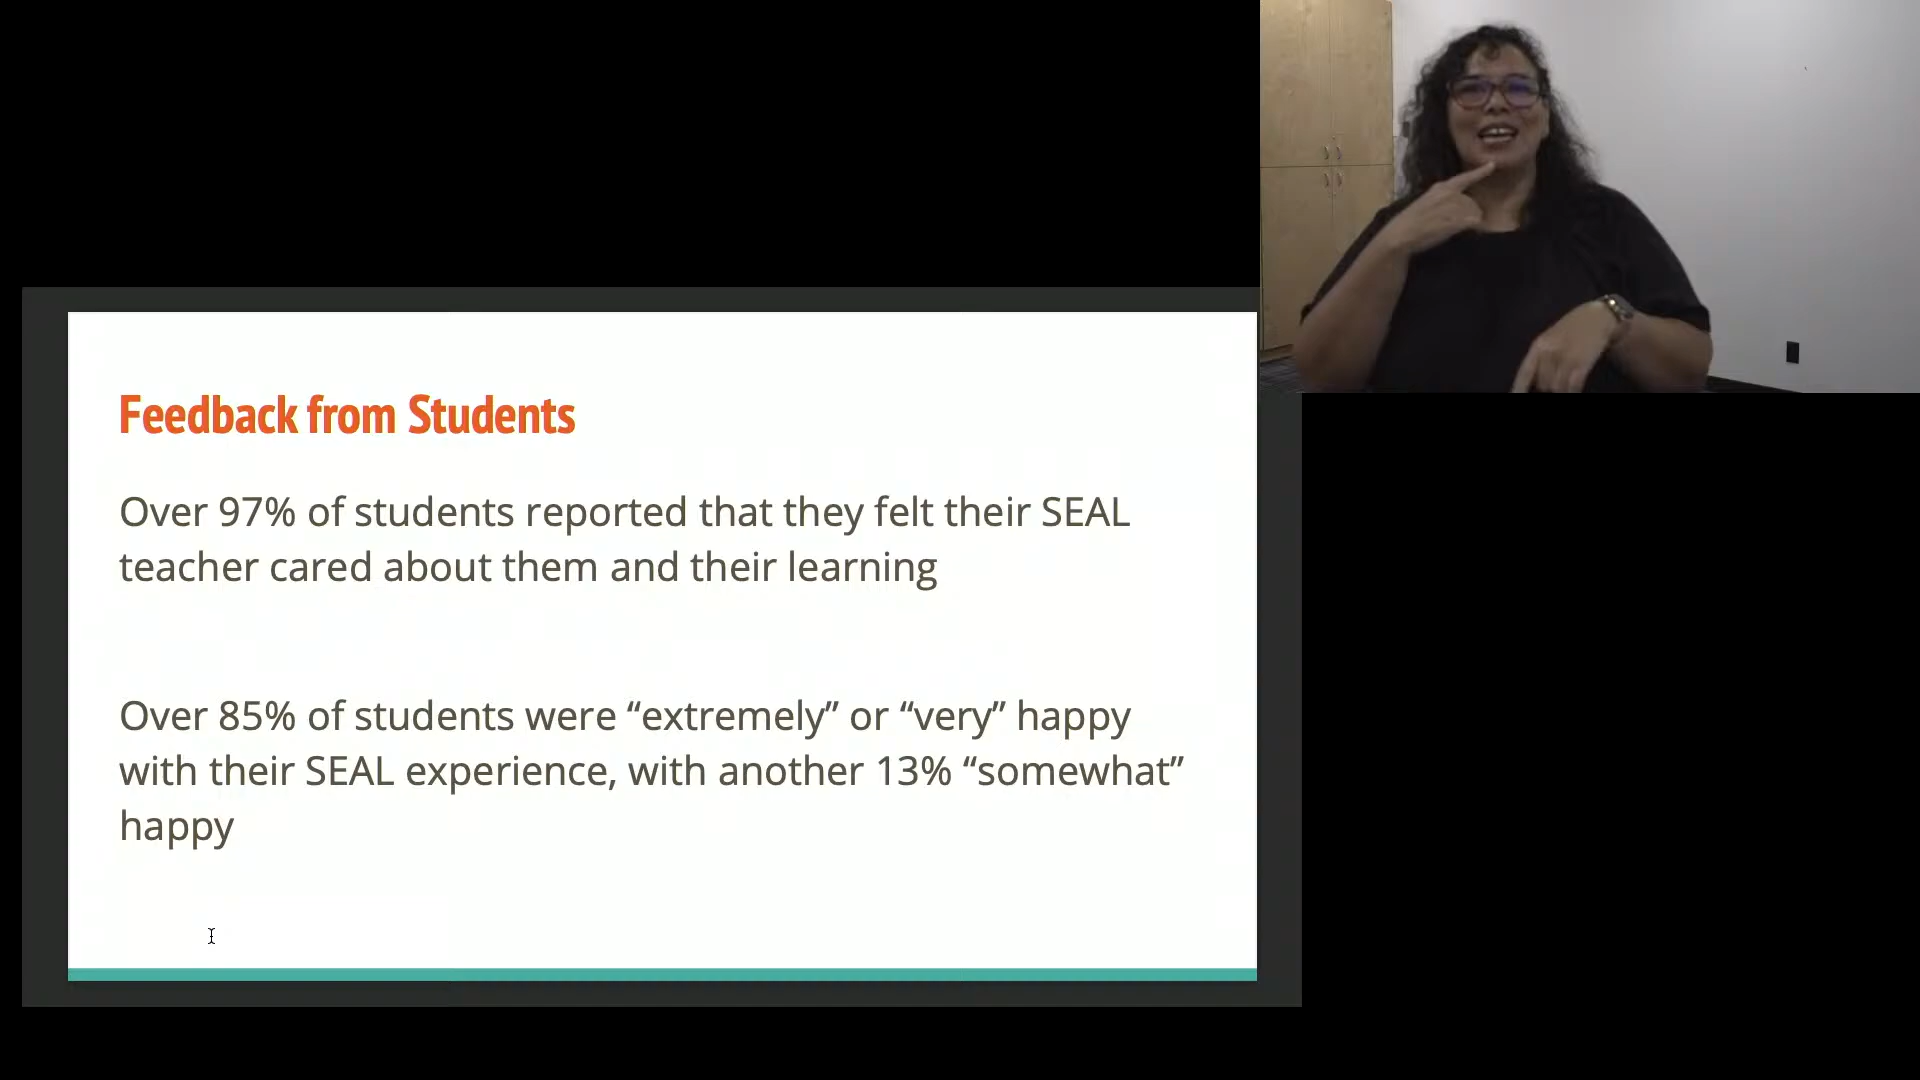 Feedback from Students
Over 97% of students reported that they felt their SEAL
teacher cared about them and their learning
Over 85% of students were “extremely” or “very” happy
with their SEAL experience, with another 13% “somewhat”
happy